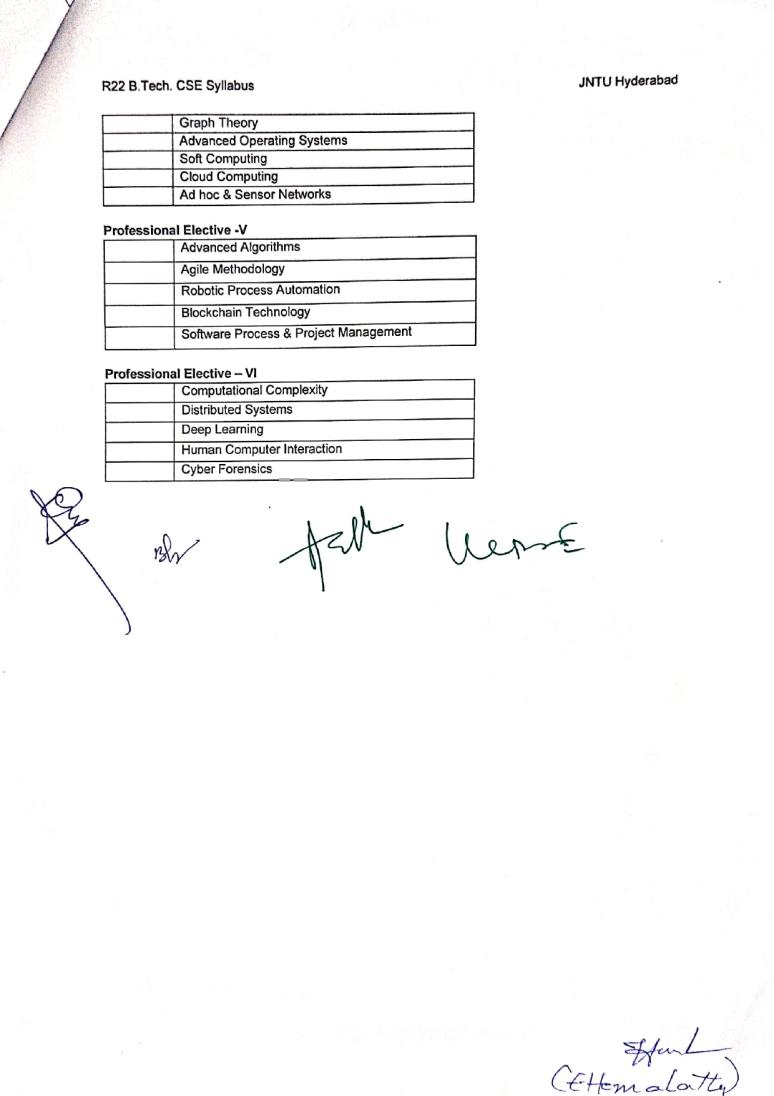 R22 B.Tech. CSE Syllabus JNTU Hyderabad
Graph Theory
Advanced Operating Systems
Soft Computing
Cloud Computing
Ad hoc & Sensor Networks
Professional Elective -V
Advanced Algorithms
Agile Methodology
Robotic Process Automation
Blockchain Technology
Software Process & Project Management
Professional Elective – VI
Computational Complexity
Distributed Systems
Deep Learning
Human Computer Interaction
Cyber Forensics